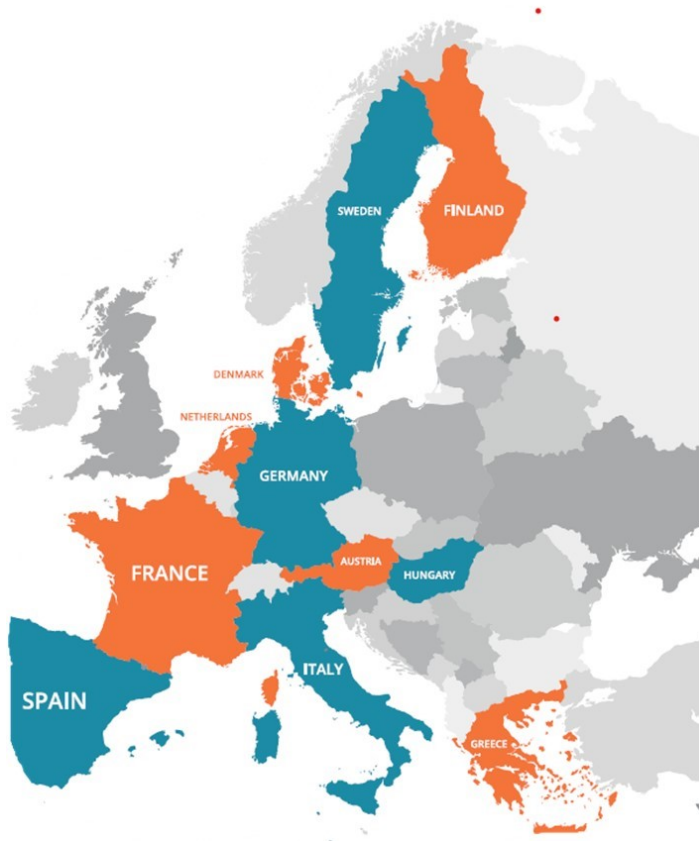 SWEDEN
FINLAND
DENMARK
NETHERLANDS
GERMANY
FRANCE
AUSTRIA
HUNGARY
SPAIN
ITALY
GREECE